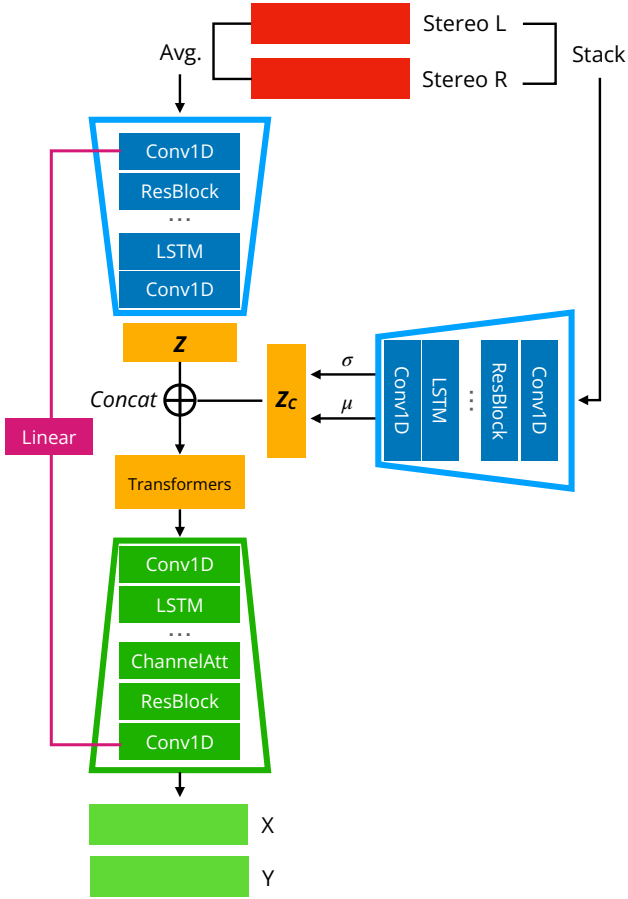 Stereo L
Avg.
Stack
Stereo R
Conv1D
ResBlock
...
LSTM
Conv1D
Z
Concat
Z_C
σ
μ
Conv1D
LSTM
...
ResBlock
Conv1D
Linear
Transformers
Conv1D
LSTM
...
ChannelAtt
ResBlock
Conv1D
X
Y